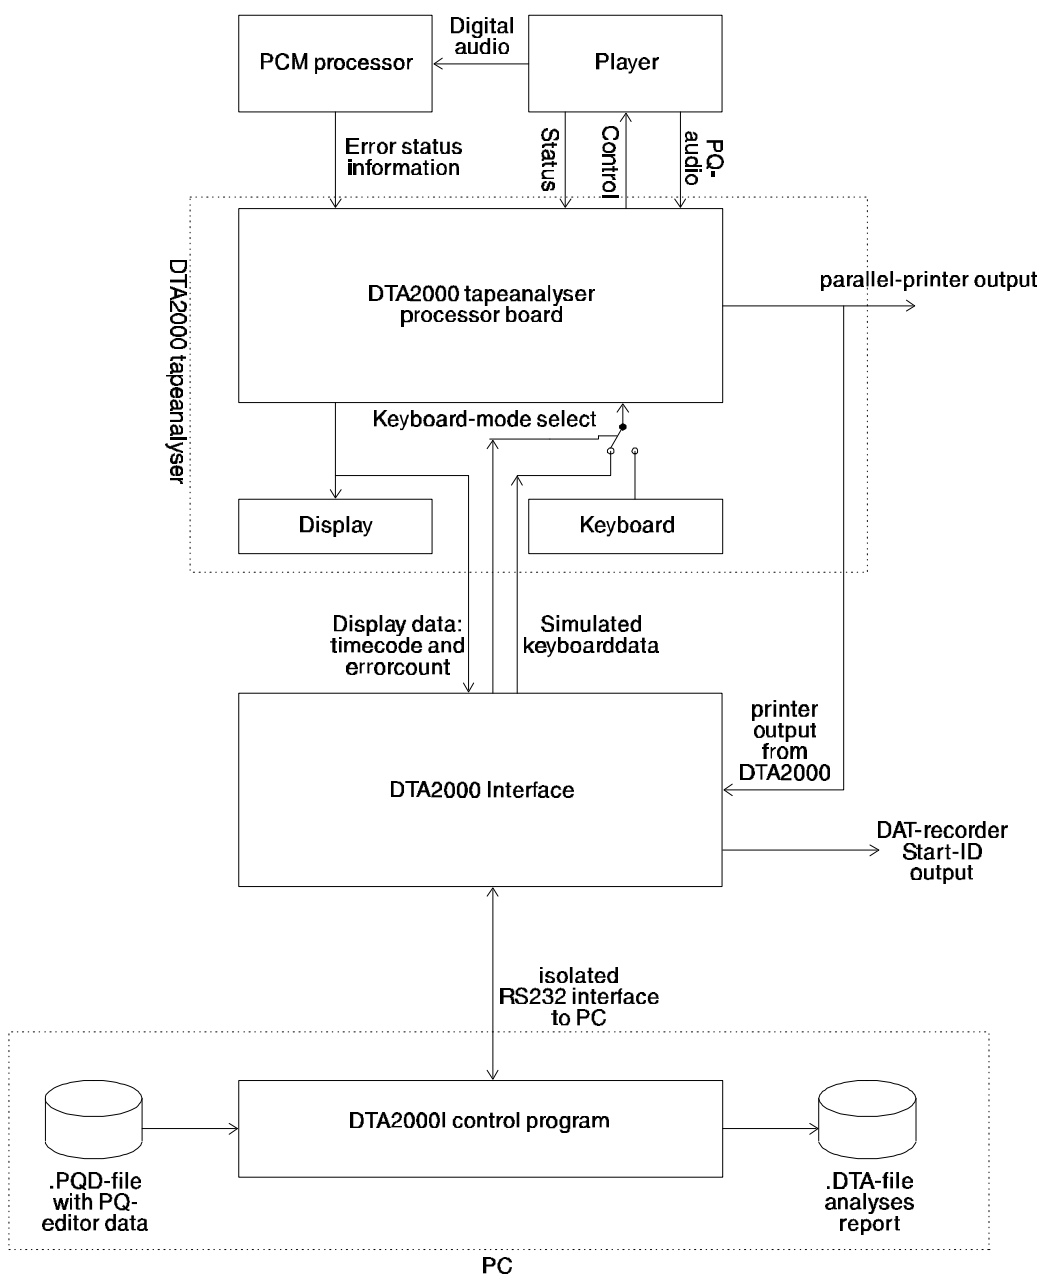 Digital
audio
PCM processor
Player
Error status
information
Status
Control
PQ-
audio
DTA2000 tapeanalyser
parallel-printer output
DTA2000 tapeanalyser
processor board
Keyboard-mode select
Display
Keyboard
Display data:
timecode and
errorcount
Simulated
keyboarddata
printer
output
from
DTA2000
DTA2000 Interface
DAT-recorder
Start-ID
output
isolated
RS232 interface
to PC
DTA2000I control program
.PQD-file
with PQ-
editor data
.DTA-file
analyses
report
PC